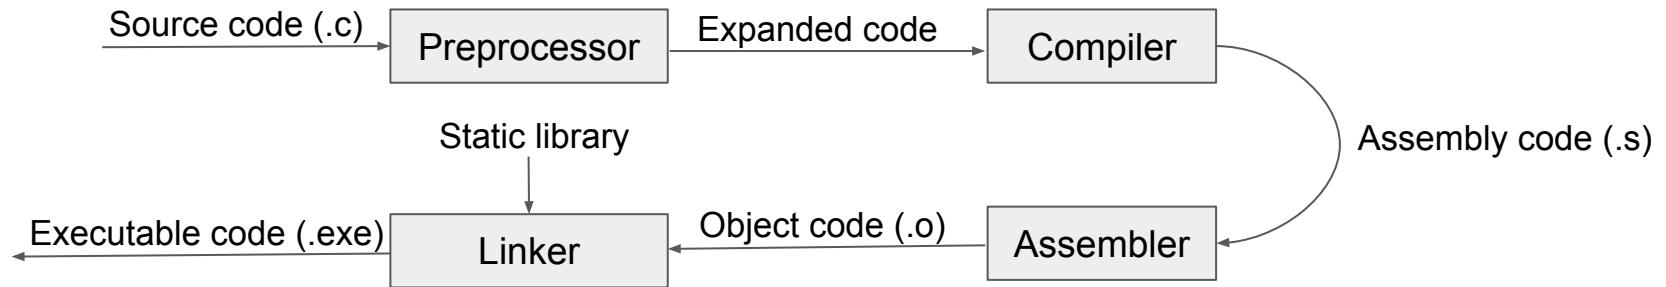 Source code (.c)
Preprocessor
Expanded code
Compiler
Assembly code (.s)
Assembler
Object code (.o)
Static library
Linker
Executable code (.exe)